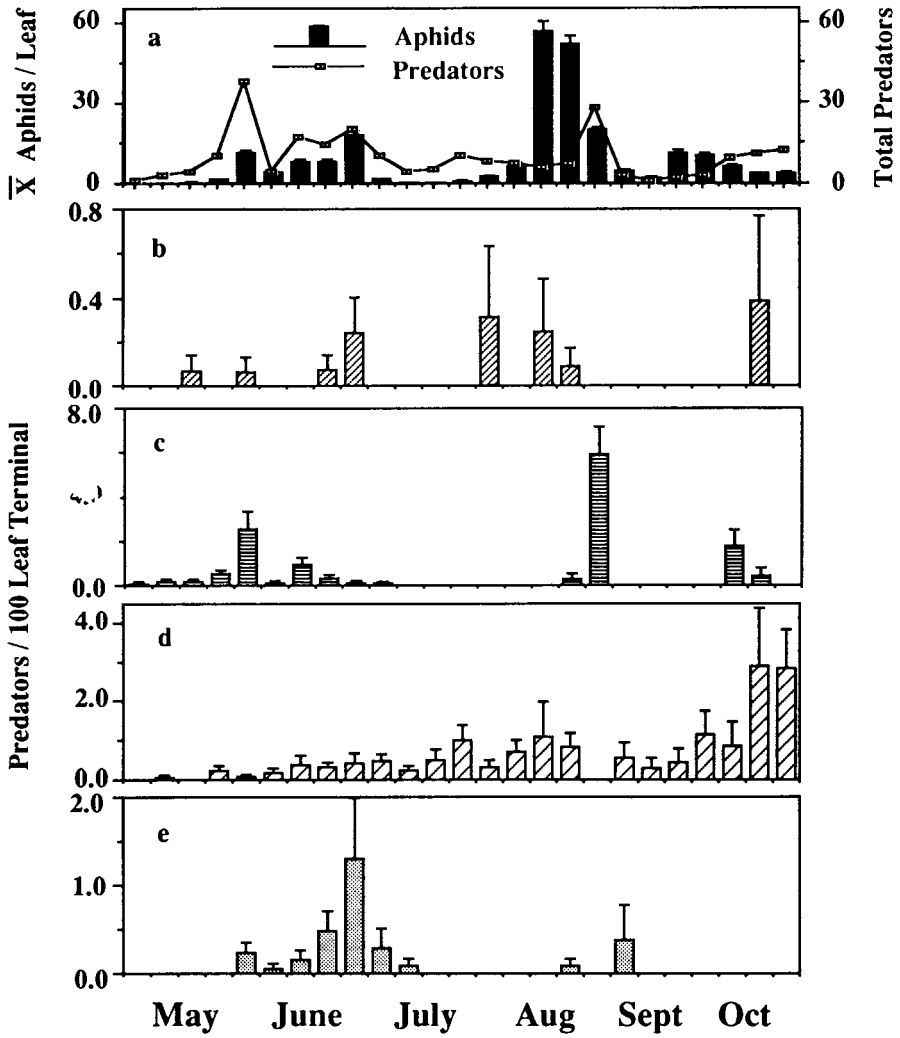 X Aphids / Leaf
60
30
0
a
Aphids
Predators
60
30
0
Total Predators
Predators / 100 Leaf Terminal
0.8
0.4
0.0
b
8.0
0.0
c
4.0
2.0
0.0
d
2.0
1.0
0.0
e
May June July Aug Sept Oct